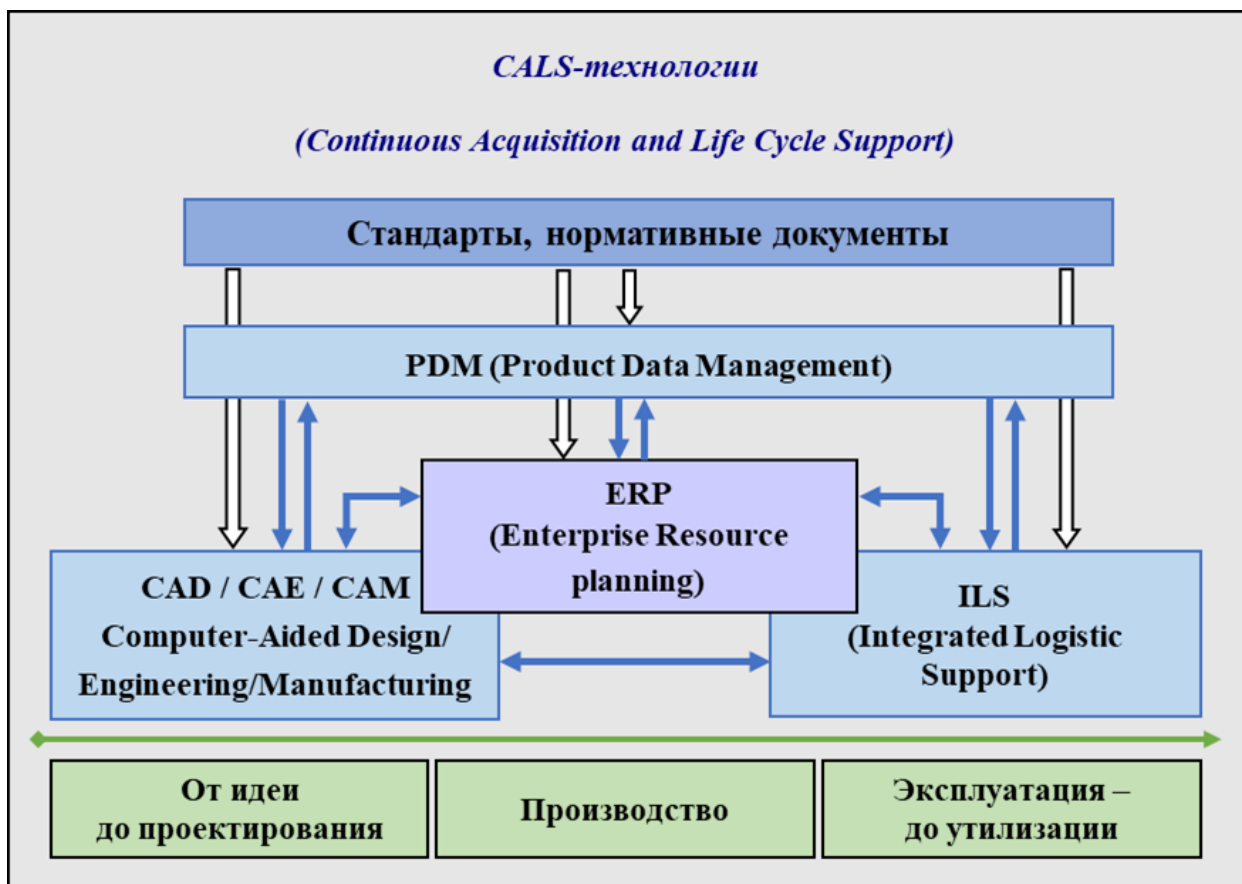 CALS-технологии
(Continuous Acquisition and Life Cycle Support)
Стандарты, нормативные документы
PDM (Product Data Management)
ERP
(Enterprise Resource
planning)
CAD / CAE / CAM
Computer-Aided Design/
Engineering/Manufacturing
ILS
(Integrated Logistic
Support)
От идеи
до проектирования
Производство
Эксплуатация –
до утилизации